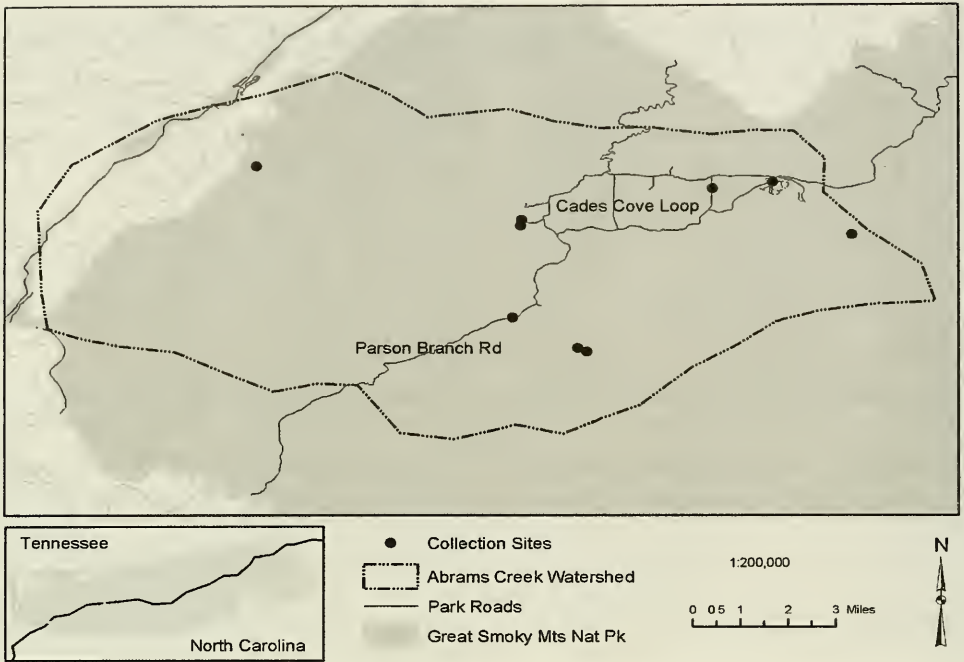 Cades Cove Loop
Parson Branch Rd
Tennessee
North Carolina
Collection Sites
Abrams Creek Watershed
Park Roads
Great Smoky Mts Nat Pk
1:200,000
0 0 5 1 2 3 Miles
N